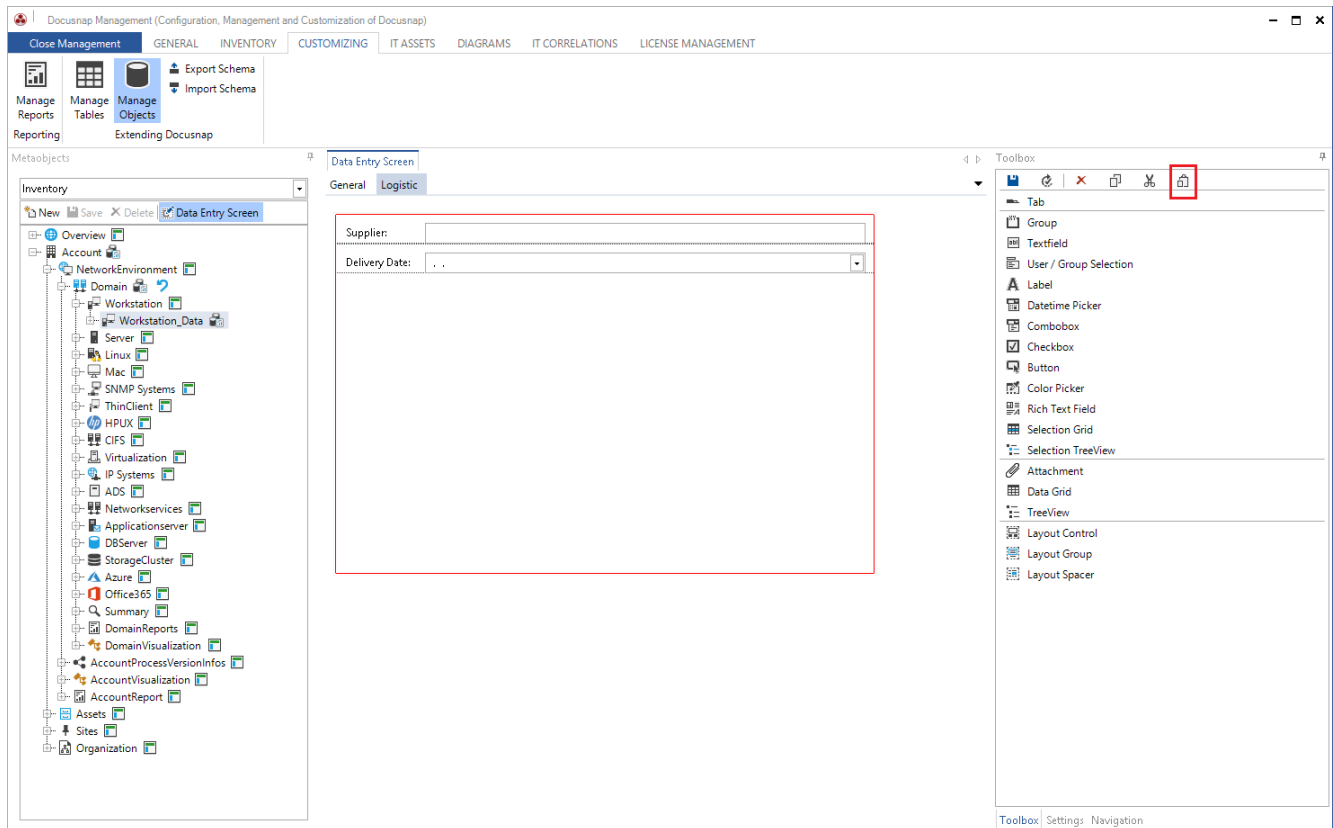 Docusnap Management (Configuration, Management and Customization of Docusnap)
Close Management GENERAL INVENTORY CUSTOMIZING IT ASSETS DIAGRAMS IT CORRELATIONS LICENSE MANAGEMENT
Manage Reports
Manage Tables
Manage Objects
Export Schema
Import Schema
Reporting Extending Docusnap
Metaobjects
Inventory
New Save Delete Data Entry Screen
Overview
Account
NetworkEnvironment
Domain
Workstation
Workstation_Data
Server
Linux
Mac
SNMP Systems
ThinClient
HPUX
CIFS
Virtualization
IP Systems
ADS
Networkservices
Applicationserver
DBServer
StorageCluster
Azure
Office365
Summary
DomainReports
DomainVisualization
AccountProcessVersionInfos
AccountVisualization
AccountReport
Assets
Sites
Organization
Data Entry Screen
General Logistic
Supplier:
Delivery Date: . .
Toolbox
Tab
Group
Textfield
User / Group Selection
Label
Datetime Picker
Combobox
Checkbox
Button
Color Picker
Rich Text Field
Selection Grid
Selection TreeView
Attachment
Data Grid
TreeView
Layout Control
Layout Group
Layout Spacer
Toolbox Settings Navigation